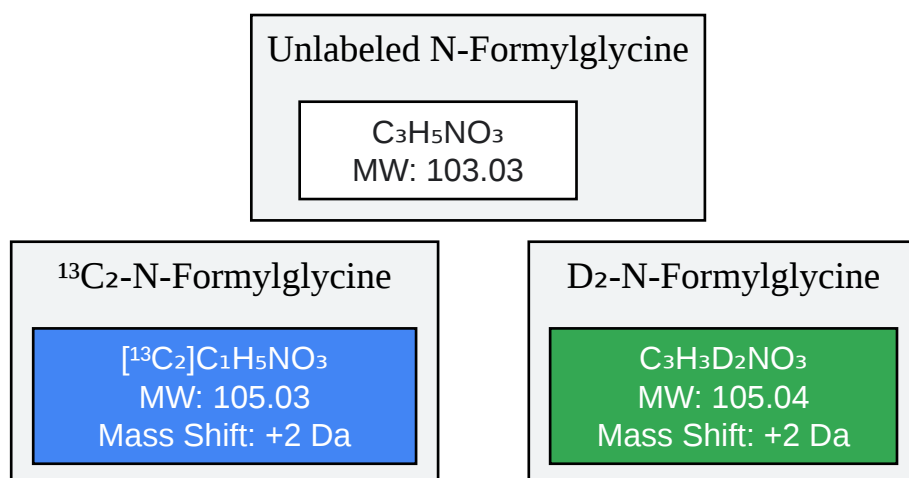 Unlabeled N-Formylglycine
C₃H₅NO₃
MW: 103.03
¹³C₂-N-Formylglycine
[¹³C₂]C₁H₅NO₃
MW: 105.03
Mass Shift: +2 Da
D₂-N-Formylglycine
C₃H₃D₂NO₃
MW: 105.04
Mass Shift: +2 Da